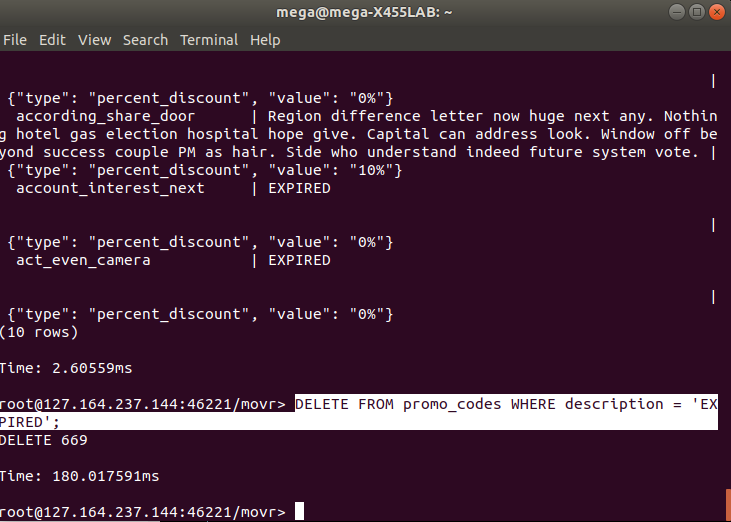 mega@mega-X455LAB: ~
File Edit View Search Terminal Help
|
{"type": "percent_discount", "value": "0%"}
according_share_door | Region difference letter now huge next any. Nothin
g hotel gas election hospital hope give. Capital can address look. Window off be
yond success couple PM as hair. Side who understand indeed future system vote. |
{"type": "percent_discount", "value": "10%"}
account_interest_next | EXPIRED
|
{"type": "percent_discount", "value": "0%"}
act_even_camera | EXPIRED
|
{"type": "percent_discount", "value": "0%"}
(10 rows)
Time: 2.60559ms
root@127.164.237.144:46221/movr> DELETE FROM promo_codes WHERE description = 'EX
PIRED';
DELETE 669
Time: 180.017591ms
root@127.164.237.144:46221/movr>